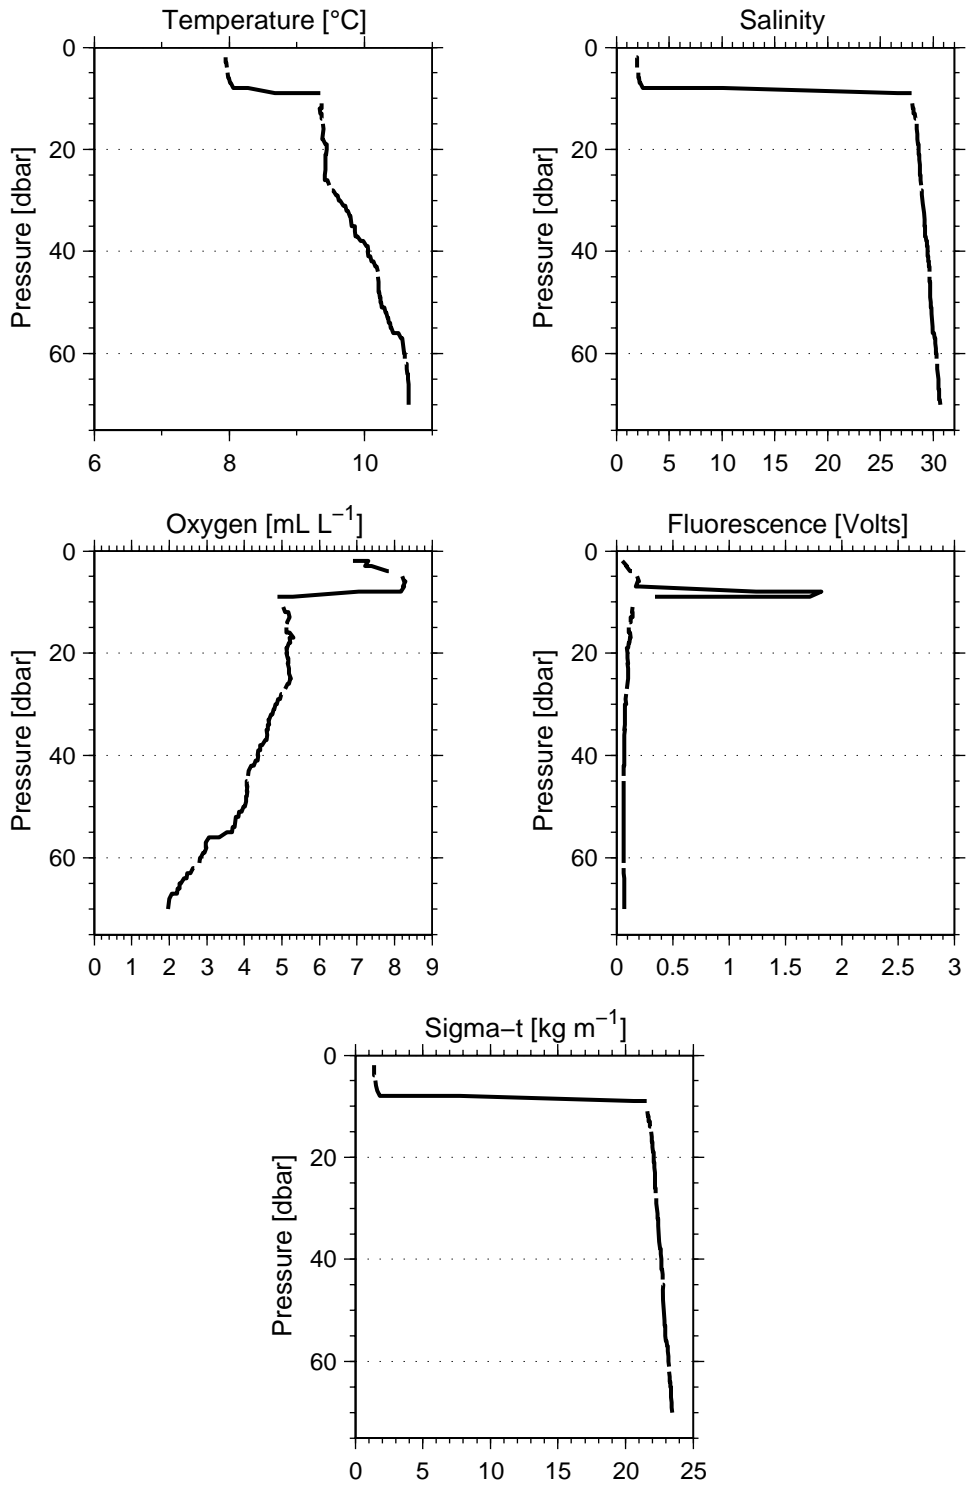 Temperature [°C]
0
20
40
60
Pressure [dbar]
6 8 10
Salinity
0
20
40
60
Pressure [dbar]
0 5 10 15 20 25 30
Oxygen [mL L−1]
0
20
40
60
Pressure [dbar]
0 1 2 3 4 5 6 7 8 9
Fluorescence [Volts]
0
20
40
60
Pressure [dbar]
0 0.5 1 1.5 2 2.5 3
Sigma−t [kg m−1]
0
20
40
60
Pressure [dbar]
0 5 10 15 20 25